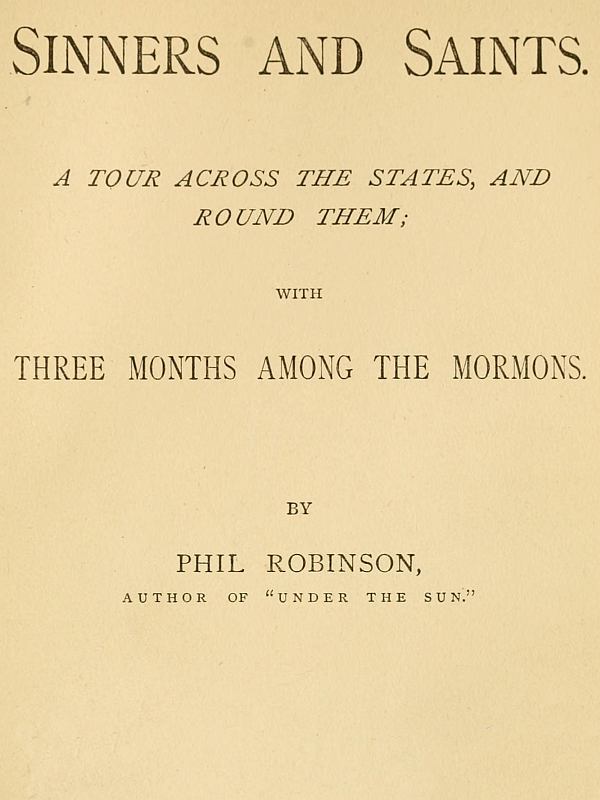 SINNERS AND SAINTS.
A TOUR ACROSS THE STATES, AND
ROUND THEM;
WITH
THREE MONTHS AMONG THE MORMONS.
BY
PHIL ROBINSON,
AUTHOR OF “UNDER THE SUN.”